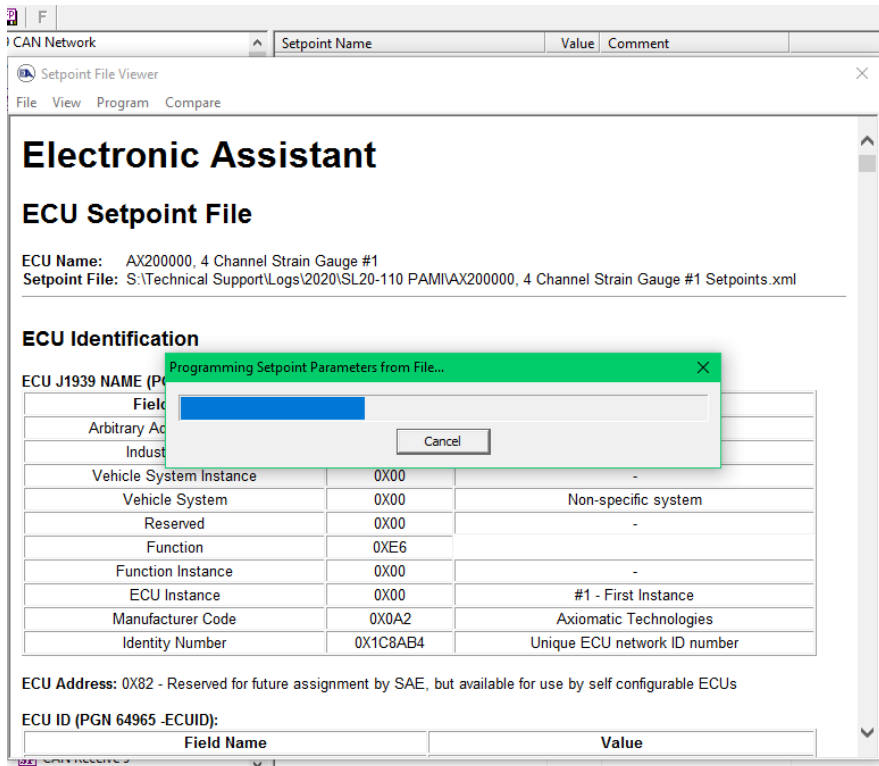 F
CAN Network
Setpoint Name Value Comment
Setpoint File Viewer
File View Program Compare
Electronic Assistant
ECU Setpoint File
ECU Name: AX200000, 4 Channel Strain Gauge #1
Setpoint File: S:\Technical Support\Logs\2020\SL20-110 PAMI\AX200000, 4 Channel Strain Gauge #1 Setpoints.xml
ECU Identification
Programming Setpoint Parameters from File...
ECU J1939 NAME
Cancel
Vehicle System Instance 0X00 -
Vehicle System 0X00 Non-specific system
Reserved 0X00 -
Function 0XE6
Function Instance 0X00 -
ECU Instance 0X00 #1 - First Instance
Manufacturer Code 0X0A2 Axiomatic Technologies
Identity Number 0X1C8AB4 Unique ECU network ID number
ECU Address: 0X82 - Reserved for future assignment by SAE, but available for use by self configurable ECUs
ECU ID (PGN 64965 -ECUID):
Field Name Value